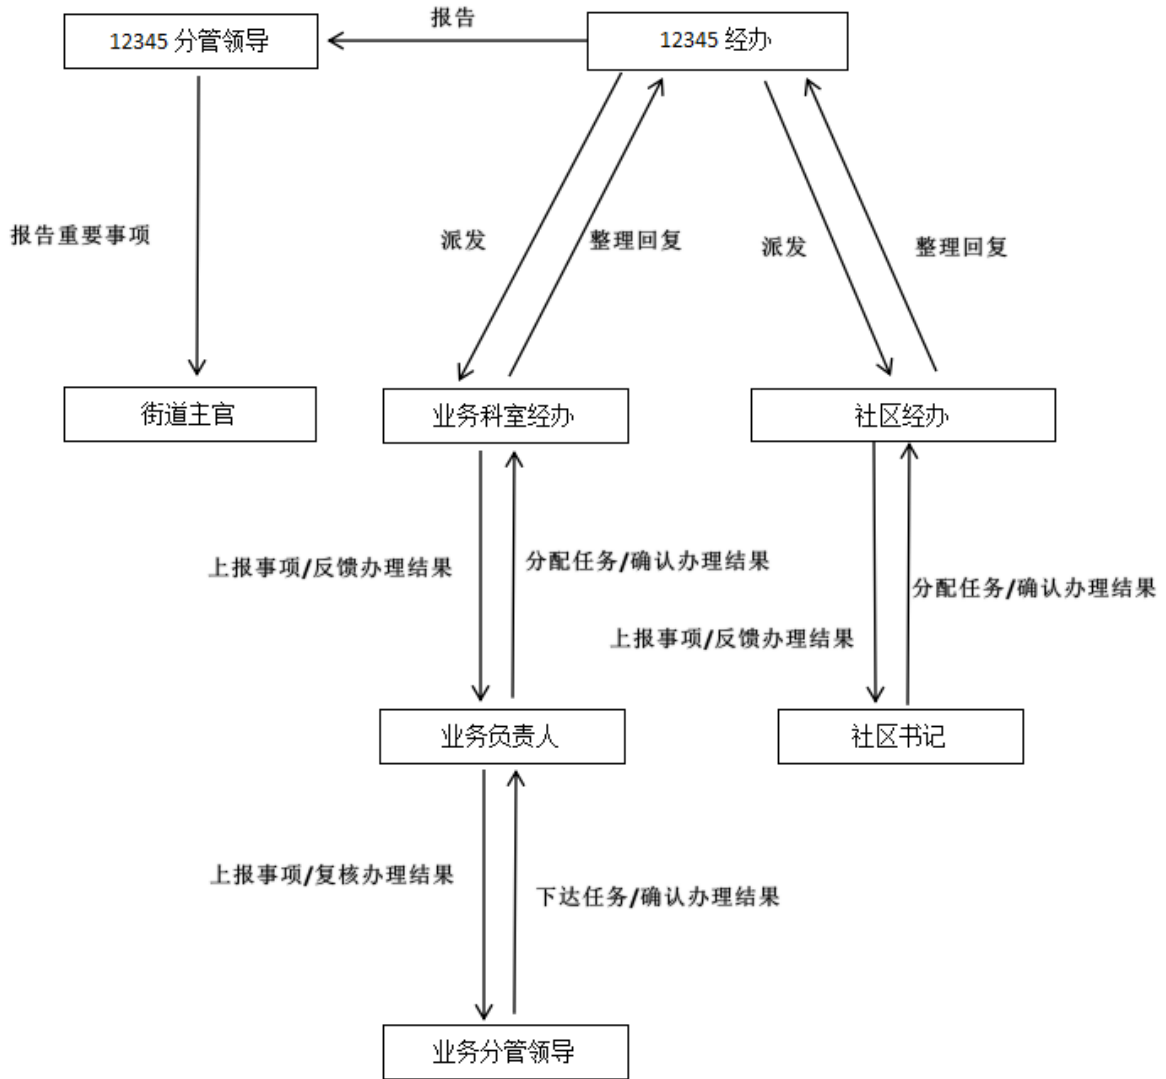 报告
12345 分管领导
12345 经办
报告重要事项
派发
整理回复
派发
整理回复
街道主官
业务科室经办
社区经办
上报事项/反馈办理结果
分配任务/确认办理结果
分配任务/确认办理结果
上报事项/反馈办理结果
业务负责人
社区书记
上报事项/复核办理结果
下达任务/确认办理结果
业务分管领导